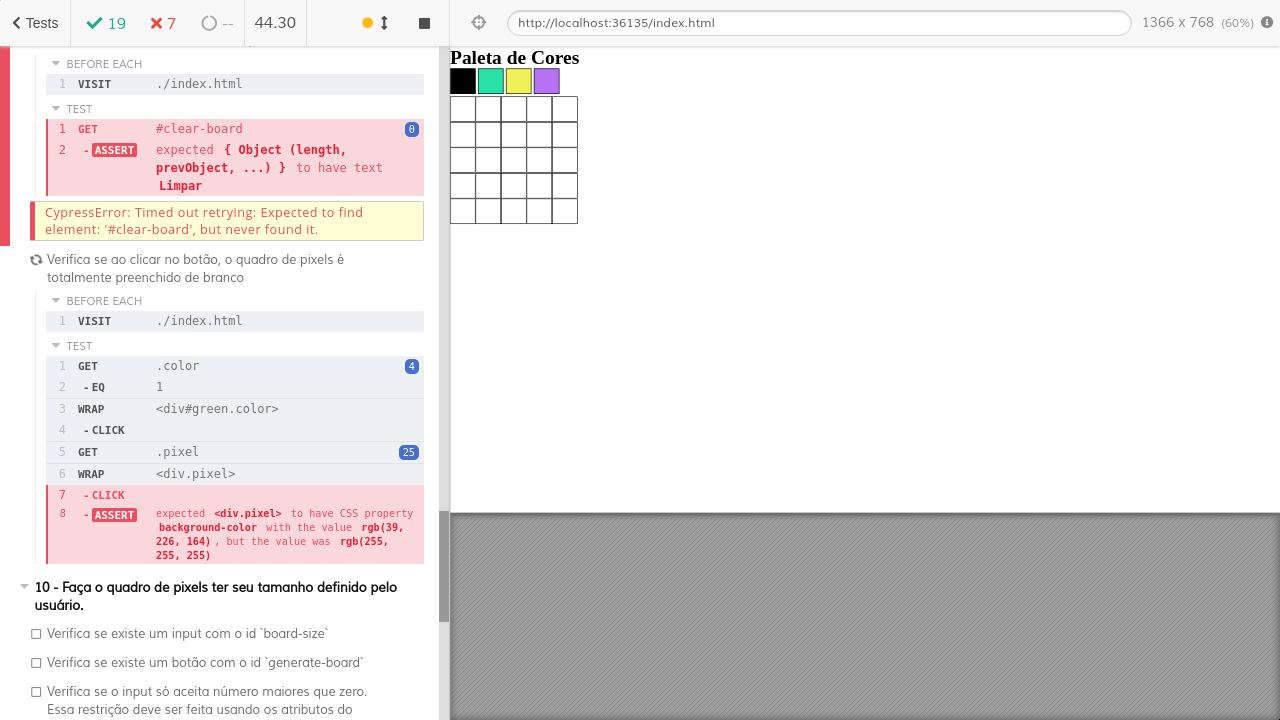 Tests 19 7 -- 44.30 http://localhost:36135/index.html 1366 x 768 (60%)
BEFORE EACH
1 VISIT ./index.html
TEST
1 GET #clear-board 0
2 - ASSERT expected { Object (length,
prevObject, ...) } to have text
Limpar
CypressError: Timed out retrying: Expected to find
element: '#clear-board', but never found it.
Verifica se ao clicar no botão, o quadro de pixels é
totalmente preenchido de branco
BEFORE EACH
1 VISIT ./index.html
TEST
1 GET .color 4
2 - EQ 1
3 WRAP <div#green.color>
4 - CLICK
5 GET .pixel 25
6 WRAP <div.pixel>
7 - CLICK
8 - ASSERT expected <div.pixel> to have CSS property
background-color with the value rgb(39,
226, 164), but the value was rgb(255,
255, 255)
10 - Faça o quadro de pixels ter seu tamanho definido pelo
usuário.
Verifica se existe um input com o id `board-size`
Verifica se existe um botão com o id `generate-board`
Verifica se o input só aceita número maiores que zero.
Essa restrição deve ser feita usando os atributos do
Paleta de Cores